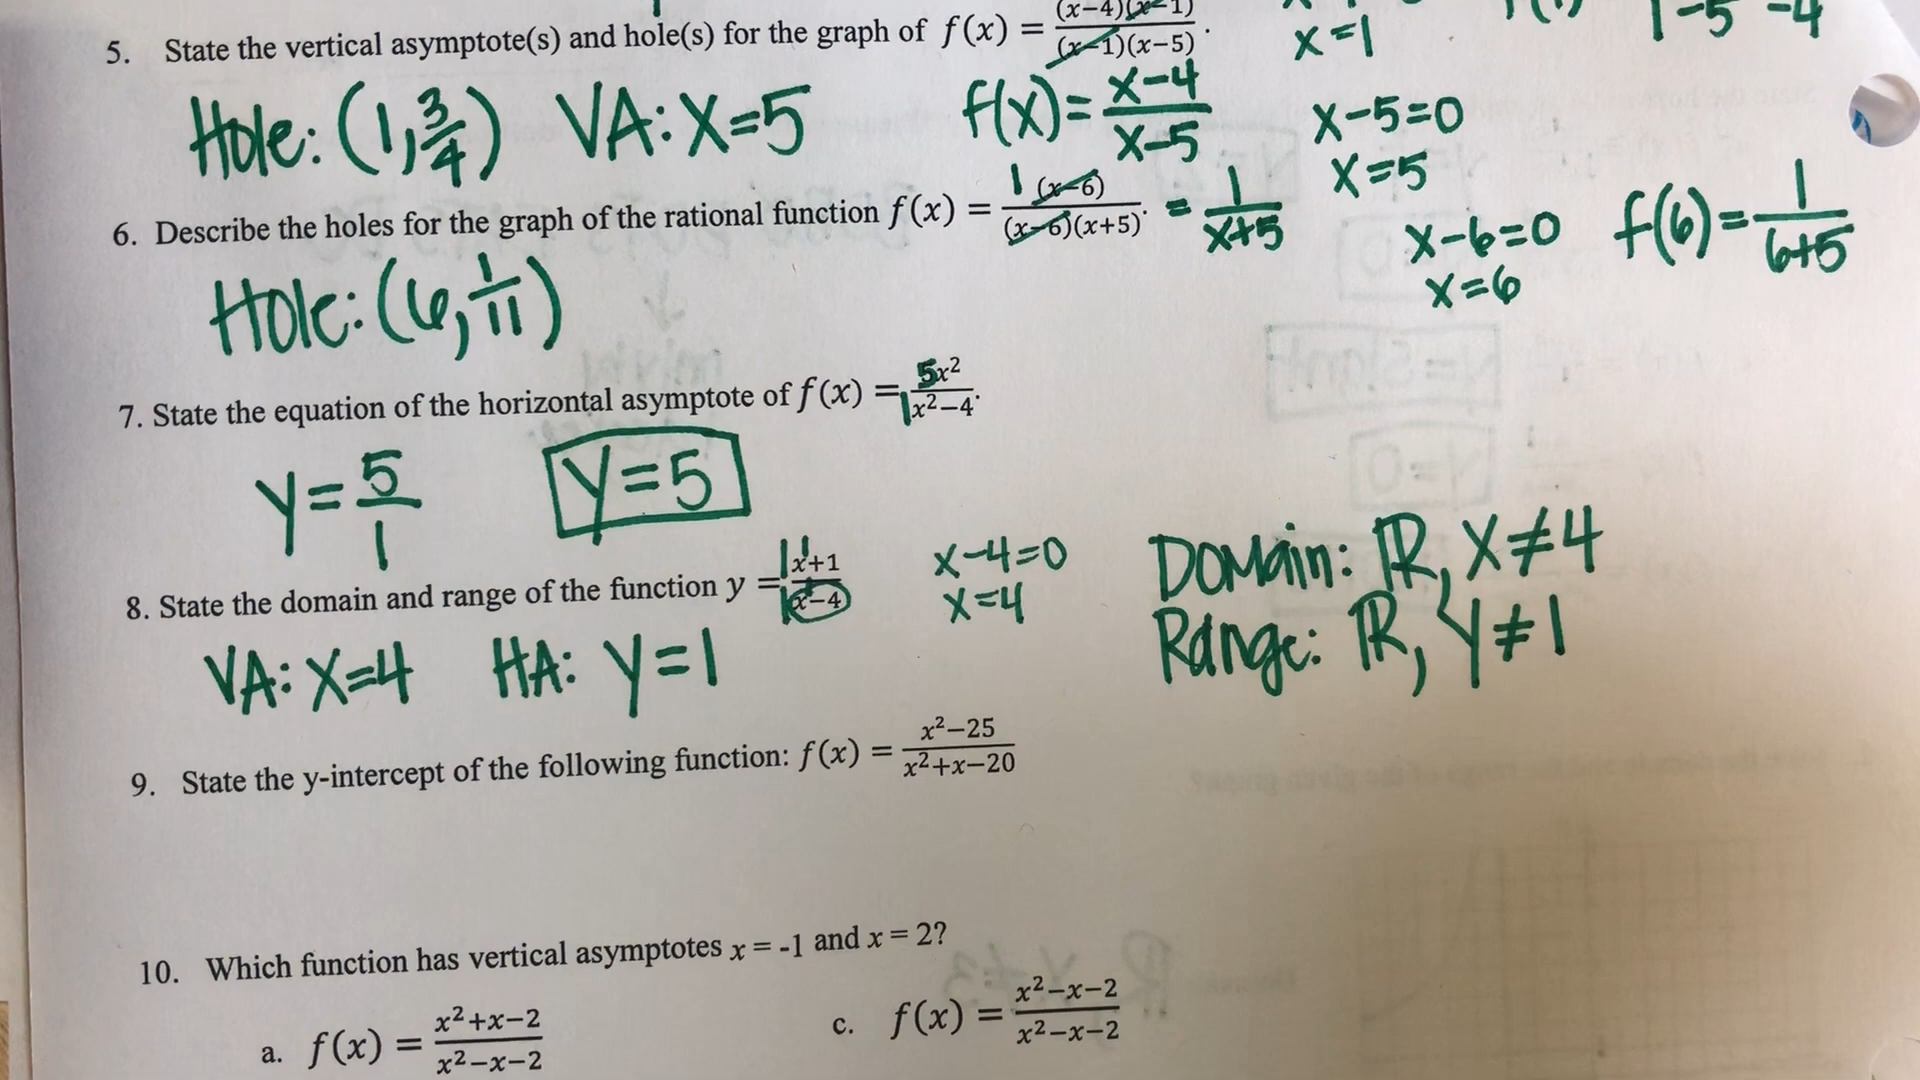 5. State the vertical asymptote(s) and hole(s) for the graph of f(x) = (x−4)(x−1)/(x−1)(x−5).
x=1
1−5 −4
Hole: (1, 3/4) VA: X=5 f(x)= x−4/x−5 x−5=0
x=5
6. Describe the holes for the graph of the rational function f(x) = 1 (x−6)/(x−6)(x+5). = 1/x+5
x−6=0 f(6)= 1/6+5
x=6
Hole: (6, 1/11)
7. State the equation of the horizontal asymptote of f(x) = 5x²/1x²−4.
y= 5/1 y=5
8. State the domain and range of the function y = 1x+1/1x−4 x−4=0 Domain: ℝ, X≠4
x=4
VA: X=4 HA: y=1 Range: ℝ, y≠1
9. State the y-intercept of the following function: f(x) = x²−25/x²+x−20
10. Which function has vertical asymptotes x = -1 and x = 2?
a. f(x) = x²+x−2/x²−x−2 c. f(x) = x²−x−2/x²−x−2